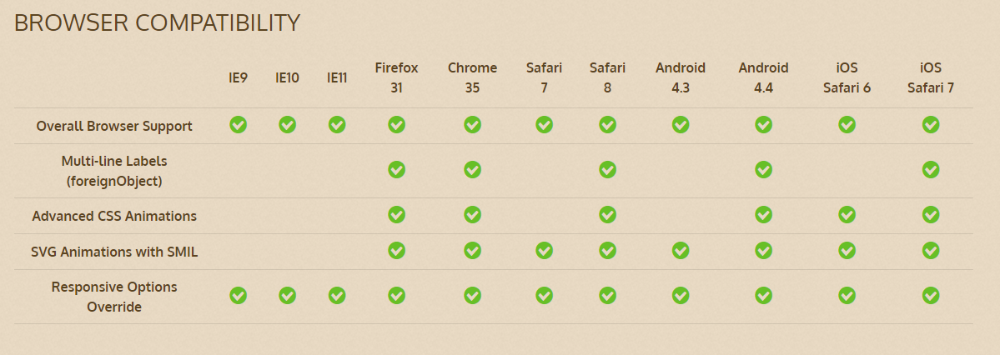 BROWSER COMPATIBILITY
IE9 IE10 IE11 Firefox 31 Chrome 35 Safari 7 Safari 8 Android 4.3 Android 4.4 iOS Safari 6 iOS Safari 7
Overall Browser Support
Multi-line Labels
(foreignObject)
Advanced CSS Animations
SVG Animations with SMIL
Responsive Options
Override